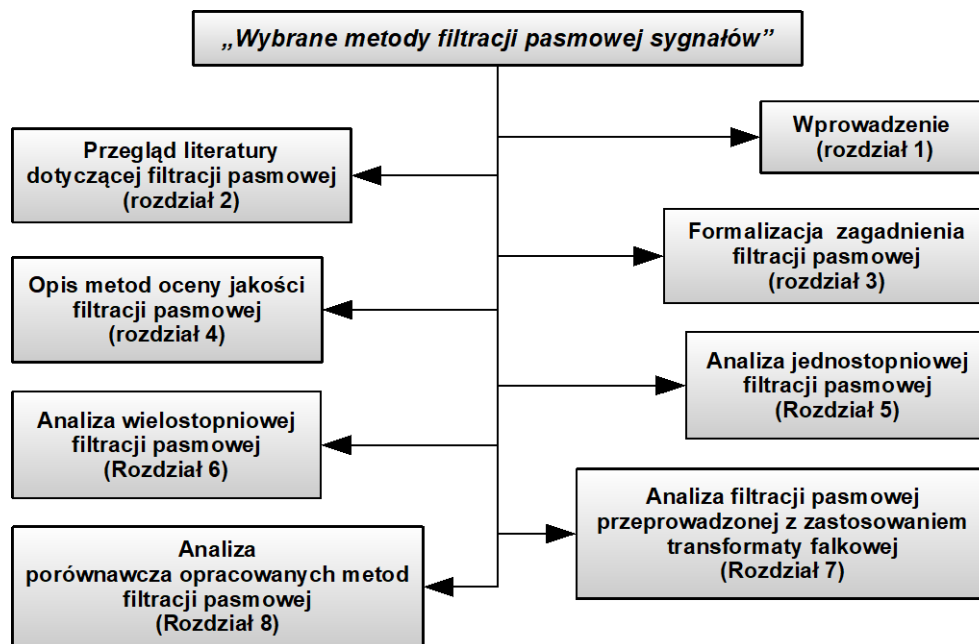 „Wybrane metody filtracji pasmowej sygnałów”
Wprowadzenie
(rozdział 1)
Przegląd literatury
dotyczącej filtracji pasmowej
(rozdział 2)
Formalizacja zagadnienia
filtracji pasmowej
(rozdział 3)
Opis metod oceny jakości
filtracji pasmowej
(rozdział 4)
Analiza jednostopniowej
filtracji pasmowej
(Rozdział 5)
Analiza wielostopniowej
filtracji pasmowej
(Rozdział 6)
Analiza filtracji pasmowej
przeprowadzonej z zastosowaniem
transformaty falkowej
(Rozdział 7)
Analiza
porównawcza opracowanych metod
filtracji pasmowej
(Rozdział 8)